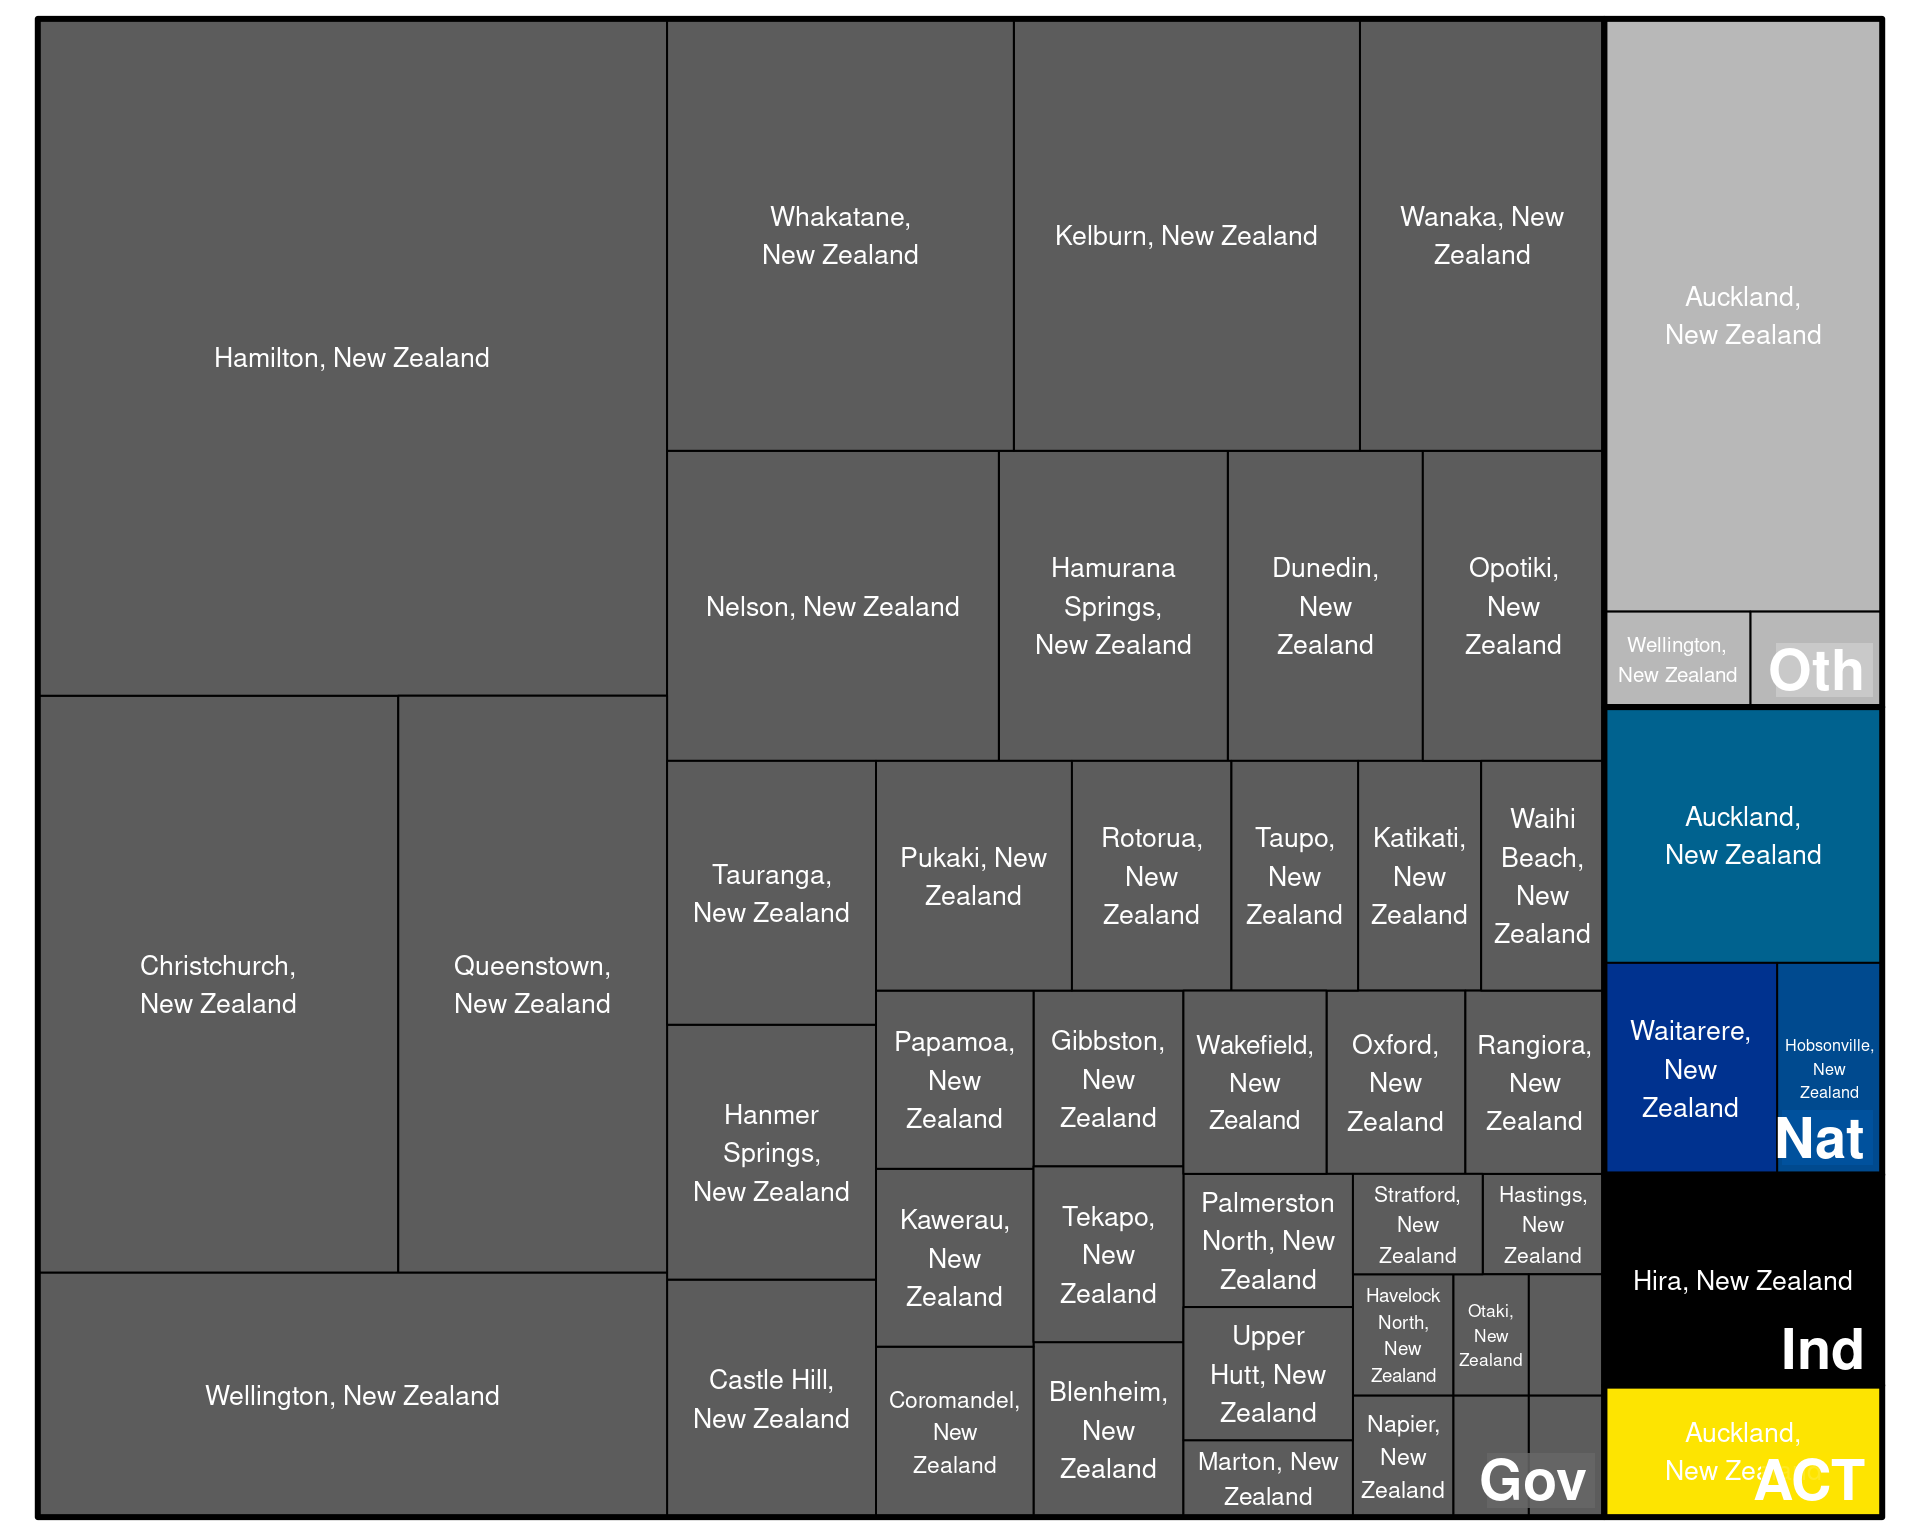 Hamilton, New Zealand
Christchurch,
New Zealand
Queenstown,
New Zealand
Wellington, New Zealand
Whakatane,
New Zealand
Kelburn, New Zealand
Wanaka, New
Zealand
Nelson, New Zealand
Hamurana
Springs,
New Zealand
Dunedin,
New
Zealand
Opotiki,
New
Zealand
Tauranga,
New Zealand
Hanmer
Springs,
New Zealand
Castle Hill,
New Zealand
Pukaki, New
Zealand
Rotorua,
New
Zealand
Taupo,
New
Zealand
Katikati,
New
Zealand
Waihi
Beach,
New
Zealand
Papamoa,
New
Zealand
Kawerau,
New
Zealand
Coromandel,
New
Zealand
Gibbston,
New
Zealand
Tekapo,
New
Zealand
Blenheim,
New
Zealand
Wakefield,
New
Zealand
Oxford,
New
Zealand
Rangiora,
New
Zealand
Palmerston
North, New
Zealand
Upper
Hutt, New
Zealand
Marton, New
Zealand
Stratford,
New
Zealand
Hastings,
New
Zealand
Havelock
North,
New
Zealand
Otaki,
New
Zealand
Napier,
New
Zealand
Gov
Auckland,
New Zealand
Wellington,
New Zealand
Oth
Auckland,
New Zealand
Waitarere,
New
Zealand
Hobsonville,
New
Zealand
Nat
Hira, New Zealand
Ind
Auckland,
New
ACT